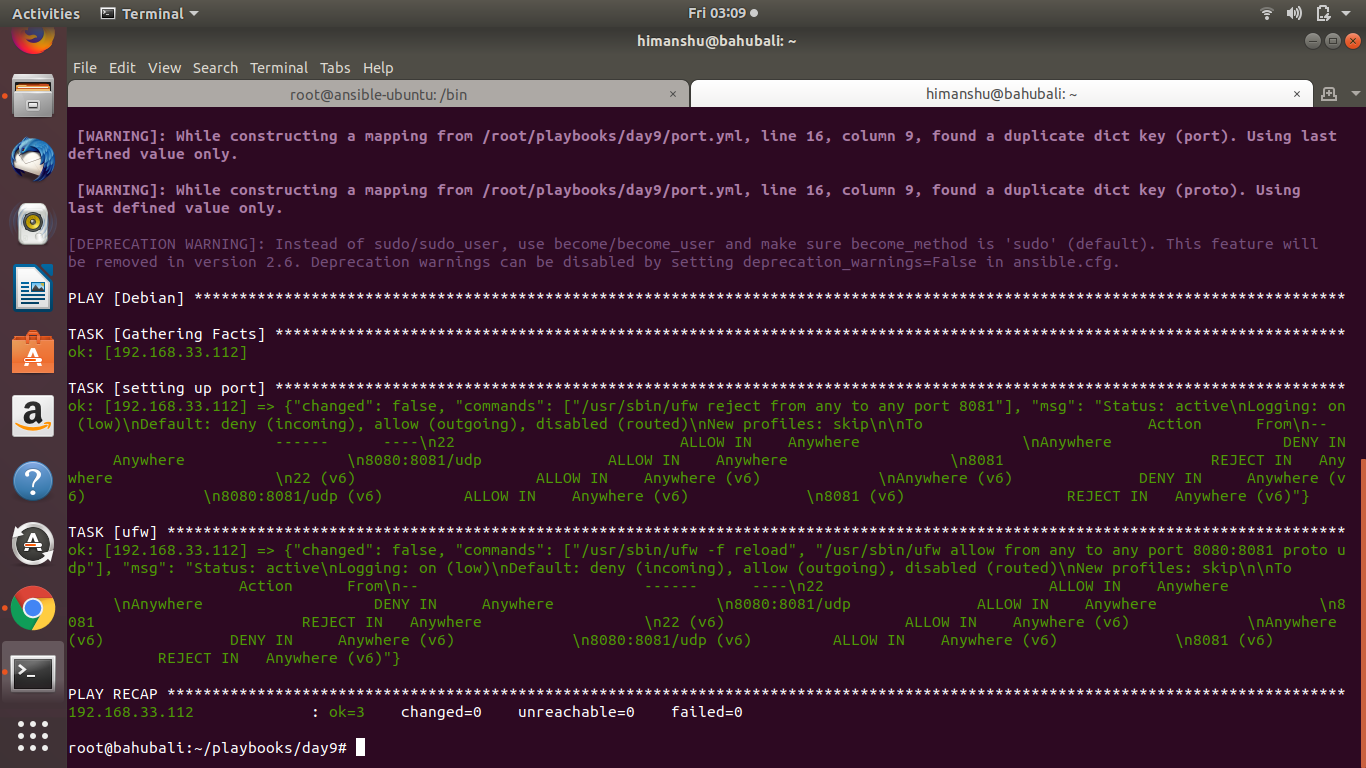 Activities Terminal Fri 03:09
himanshu@bahubali: ~
File Edit View Search Terminal Tabs Help
root@ansible-ubuntu: /bin × himanshu@bahubali: ~ ×
[WARNING]: While constructing a mapping from /root/playbooks/day9/port.yml, line 16, column 9, found a duplicate dict key (port). Using last
defined value only.
[WARNING]: While constructing a mapping from /root/playbooks/day9/port.yml, line 16, column 9, found a duplicate dict key (proto). Using
last defined value only.
[DEPRECATION WARNING]: Instead of sudo/sudo_user, use become/become_user and make sure become_method is 'sudo' (default). This feature will
be removed in version 2.6. Deprecation warnings can be disabled by setting deprecation_warnings=False in ansible.cfg.
PLAY [Debian] ********************************************************************************************************************************
TASK [Gathering Facts] ***********************************************************************************************************************
ok: [192.168.33.112]
TASK [setting up port] ***********************************************************************************************************************
ok: [192.168.33.112] => {"changed": false, "commands": ["/usr/sbin/ufw reject from any to any port 8081"], "msg": "Status: active\nLogging: on
(low)\nDefault: deny (incoming), allow (outgoing), disabled (routed)\nNew profiles: skip\n\nTo Action From\n--
------ ----\n22 ALLOW IN Anywhere \nAnywhere DENY IN
Anywhere \n8080:8081/udp ALLOW IN Anywhere \n8081 REJECT IN Any
where \n22 (v6) ALLOW IN Anywhere (v6) \nAnywhere (v6) DENY IN Anywhere (v
6) \n8080:8081/udp (v6) ALLOW IN Anywhere (v6) \n8081 (v6) REJECT IN Anywhere (v6)"}
TASK [ufw] ***********************************************************************************************************************************
ok: [192.168.33.112] => {"changed": false, "commands": ["/usr/sbin/ufw -f reload", "/usr/sbin/ufw allow from any to any port 8080:8081 proto u
dp"], "msg": "Status: active\nLogging: on (low)\nDefault: deny (incoming), allow (outgoing), disabled (routed)\nNew profiles: skip\n\nTo
Action From\n-- ------ ----\n22 ALLOW IN Anywhere
\nAnywhere DENY IN Anywhere \n8080:8081/udp ALLOW IN Anywhere \n8
081 REJECT IN Anywhere \n22 (v6) ALLOW IN Anywhere (v6) \nAnywhere
(v6) DENY IN Anywhere (v6) \n8080:8081/udp (v6) ALLOW IN Anywhere (v6) \n8081 (v6)
REJECT IN Anywhere (v6)"}
PLAY RECAP ***********************************************************************************************************************************
192.168.33.112 : ok=3 changed=0 unreachable=0 failed=0
root@bahubali:~/playbooks/day9#